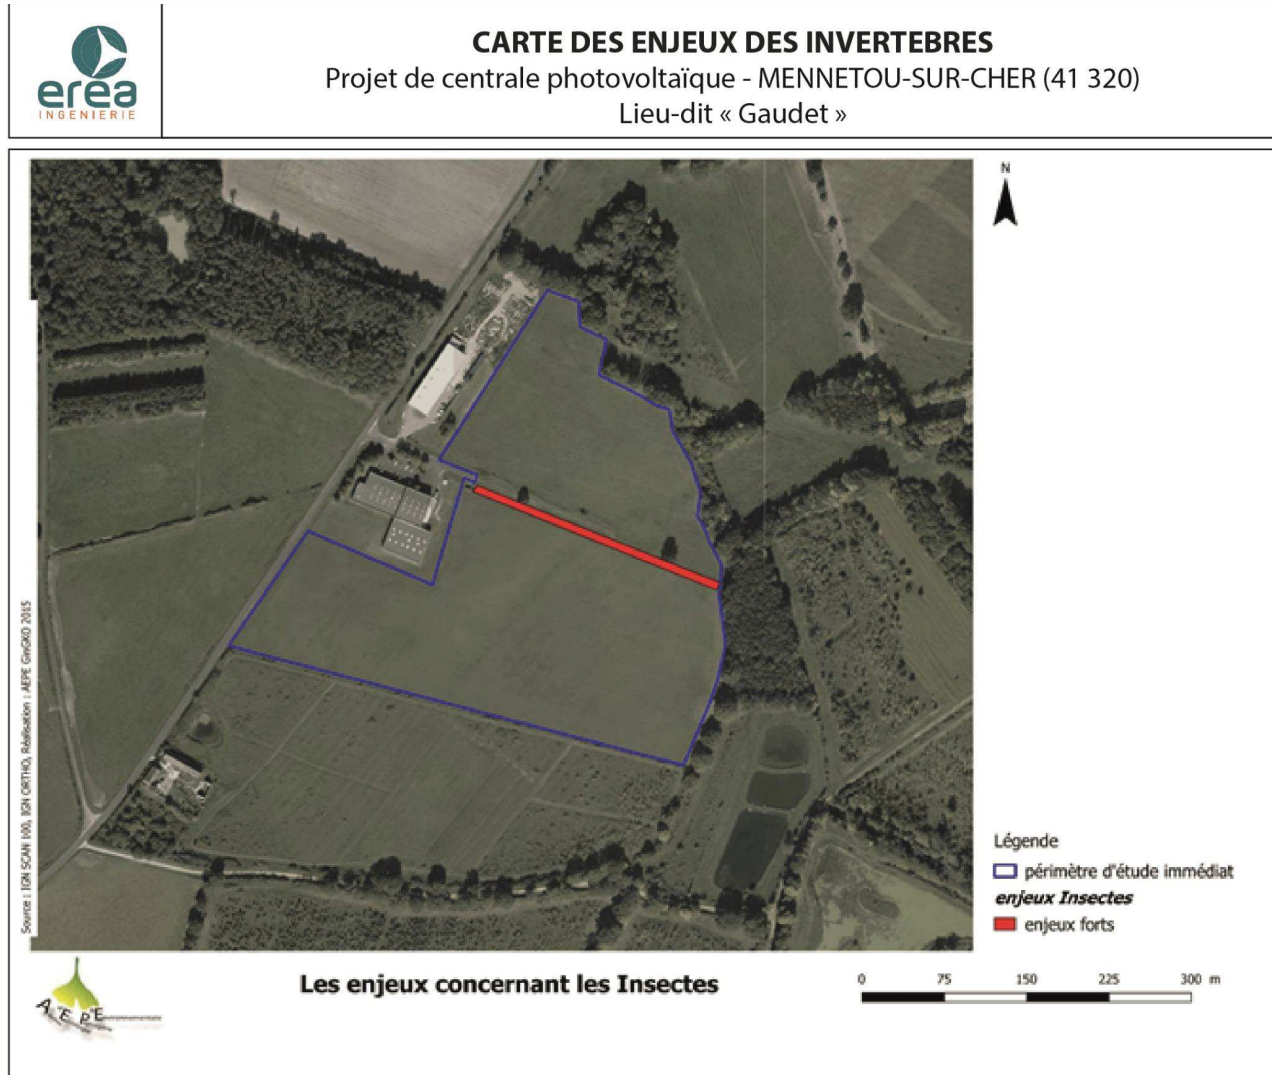 erea
INGENIERIE
CARTE DES ENJEUX DES INVERTEBRES
Projet de centrale photovoltaïque - MENNETOU-SUR-CHER (41 320)
Lieu-dit « Gaudet »
N
Source : IGN SCAN 100, IGN ORTHO, Réalisation : AEPE GINGKO 2015
Légende
périmètre d'étude immédiat
enjeux Insectes
enjeux forts
Les enjeux concernant les Insectes
0 75 150 225 300 m
AEPE